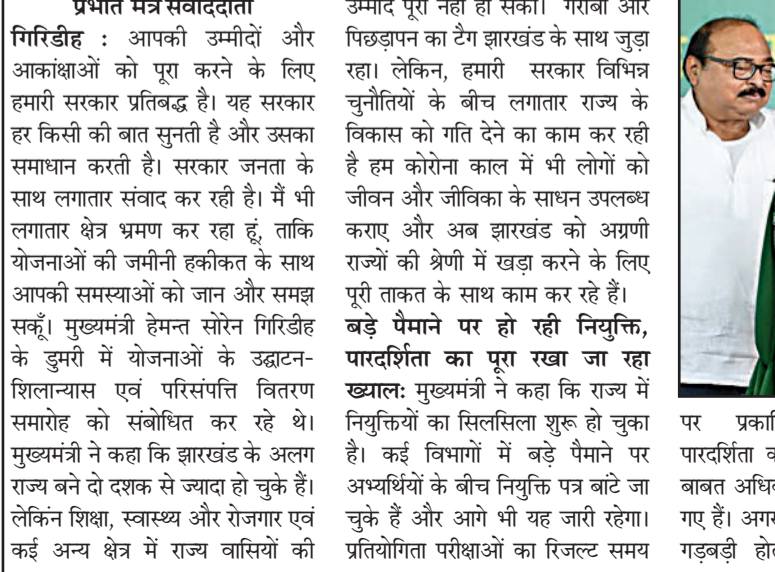 प्रभात मंत्र संवाददाता
गिरिडीह : आपकी उम्मीदों और
आकांक्षाओं को पूरा करने के लिए
हमारी सरकार प्रतिबद्ध है। यह सरकार
हर किसी की बात सुनती है और उसका
समाधान करती है। सरकार जनता के
साथ लगातार संवाद कर रही है। मैं भी
लगातार क्षेत्र भ्रमण कर रहा हूं, ताकि
योजनाओं की जमीनी हकीकत के साथ
आपकी समस्याओं को जान और समझ
सकूँ। मुख्यमंत्री हेमन्त सोरेन गिरिडीह
के डुमरी में योजनाओं के उद्घाटन-
शिलान्यास एवं परिसंपत्ति वितरण
समारोह को संबोधित कर रहे थे।
मुख्यमंत्री ने कहा कि झारखंड के अलग
राज्य बने दो दशक से ज्यादा हो चुके हैं।
लेकिन शिक्षा, स्वास्थ्य और रोजगार एवं
कई अन्य क्षेत्र में राज्य वासियों की
उम्मीदें पूरी नहीं हो सकी। गरीबी और
पिछड़ापन का टैग झारखंड के साथ जुड़ा
रहा। लेकिन, हमारी सरकार विभिन्न
चुनौतियों के बीच लगातार राज्य के
विकास को गति देने का काम कर रही
है हम कोरोना काल में भी लोगों को
जीवन और जीविका के साधन उपलब्ध
कराए और अब झारखंड को अग्रणी
राज्यों की श्रेणी में खड़ा करने के लिए
पूरी ताकत के साथ काम कर रहे हैं।
बड़े पैमाने पर हो रही नियुक्ति,
पारदर्शिता का पूरा रखा जा रहा
ख्याल: मुख्यमंत्री ने कहा कि राज्य में
नियुक्तियों का सिलसिला शुरू हो चुका
है। कई विभागों में बड़े पैमाने पर
अभ्यर्थियों के बीच नियुक्ति पत्र बांटे जा
चुके हैं और आगे भी यह जारी रहेगा।
प्रतियोगिता परीक्षाओं का रिजल्ट समय
पर
पारदर्शिता
बाबत
गए हैं। अगर
गड़बड़ी